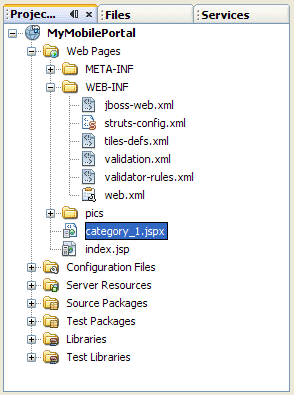 Projec... Files Services
MyMobilePortal
Web Pages
META-INF
WEB-INF
jboss-web.xml
struts-config.xml
tiles-defs.xml
validation.xml
validator-rules.xml
web.xml
pics
category_1.jspx
index.jsp
Configuration Files
Server Resources
Source Packages
Test Packages
Libraries
Test Libraries